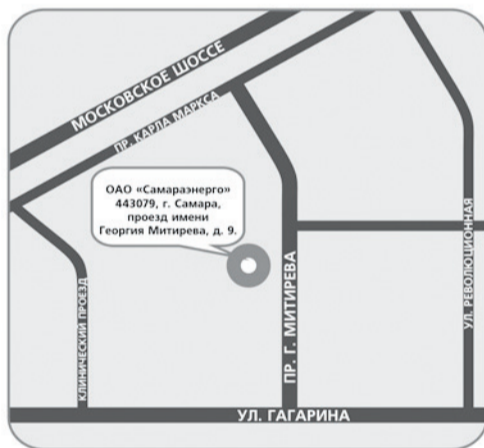 МОСКОВСКОЕ ШОССЕ
ПР. КАРЛА МАРКСА
ОАО «Самараэнерго»
443079, г. Самара,
проезд имени
Георгия Митирева, д. 9.
КЛИНИЧЕСКИЙ ПРОЕЗД
ПР. Г. МИТИРЕВА
УЛ. РЕВОЛЮЦИОННАЯ
УЛ. ГАГАРИНА